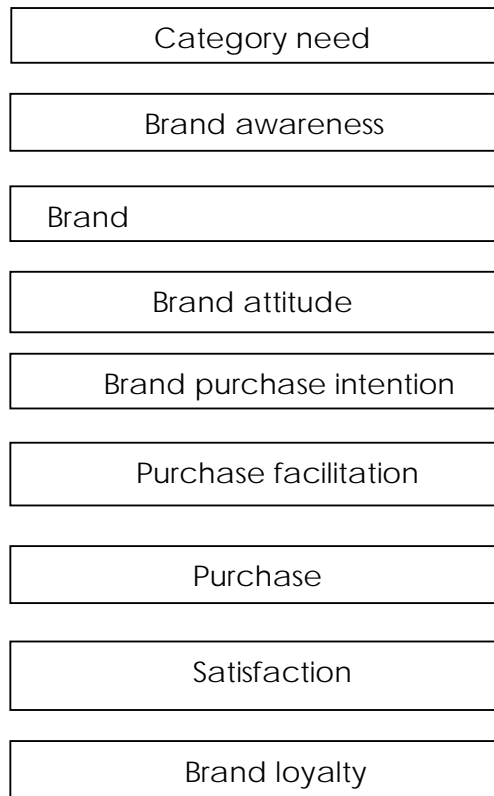 Category need
Brand awareness
Brand
Brand attitude
Brand purchase intention
Purchase facilitation
Purchase
Satisfaction
Brand loyalty